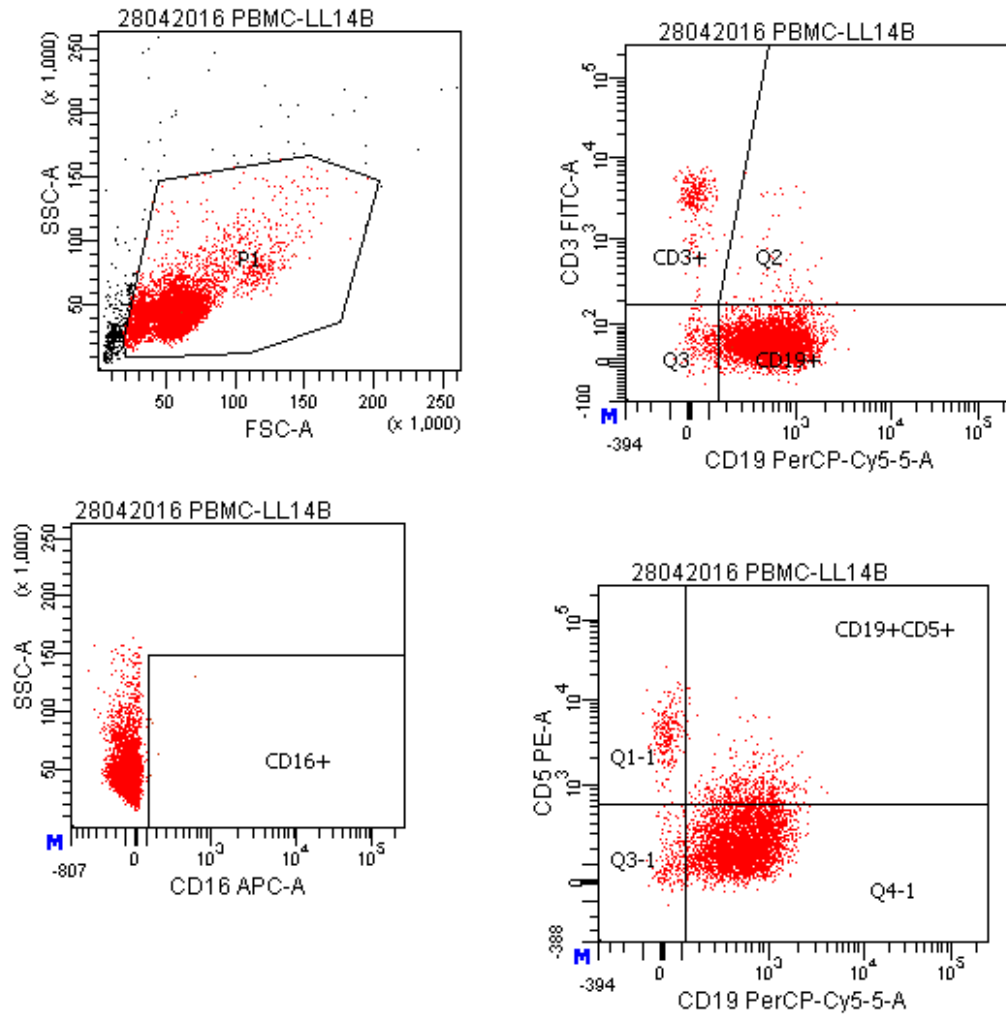 28042016 PBMC-LL14B
(x 1,000)
250
200
150
100
50
SSC-A
P1
50 100 150 200 250
FSC-A
(x 1,000)
28042016 PBMC-LL14B
CD3 FITC-A
10^5
10^4
10^3
10^2
0
-100
CD3+
Q2
Q3
CD19+
M
-394
0 10^3 10^4 10^5
CD19 PerCP-Cy5-5-A
28042016 PBMC-LL14B
(x 1,000)
250
200
150
100
50
SSC-A
CD16+
M
-807
0 10^3 10^4 10^5
CD16 APC-A
28042016 PBMC-LL14B
CD5 PE-A
10^5
10^4
10^3
0
-388
CD19+CD5+
Q1-1
Q3-1
Q4-1
M
-394
0 10^3 10^4 10^5
CD19 PerCP-Cy5-5-A